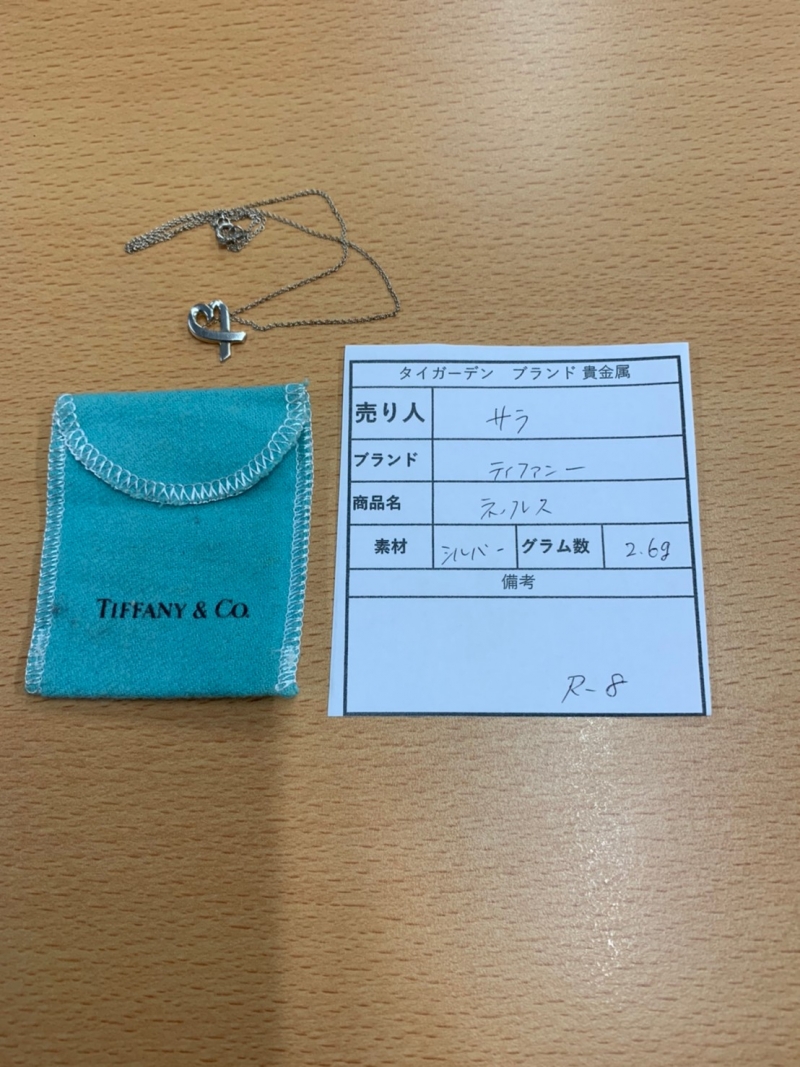 TIFFANY & CO.
タイガーデン ブランド 貴金属
売り人 サラ
ブランド ティファニー
商品名 ネックレス
素材 シルバー グラム数 2.6g
備考
R-8